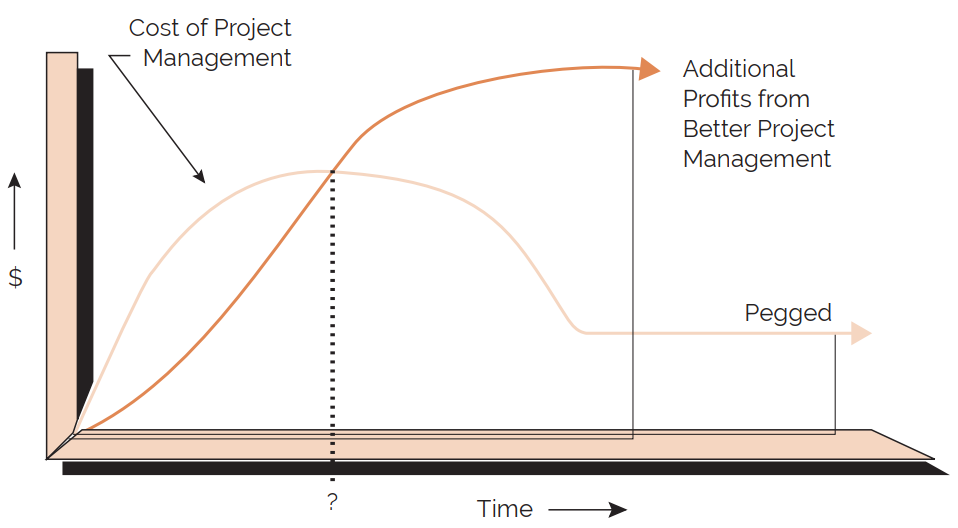 Cost of Project
Management
Additional
Profits from
Better Project
Management
$
Pegged
?
Time